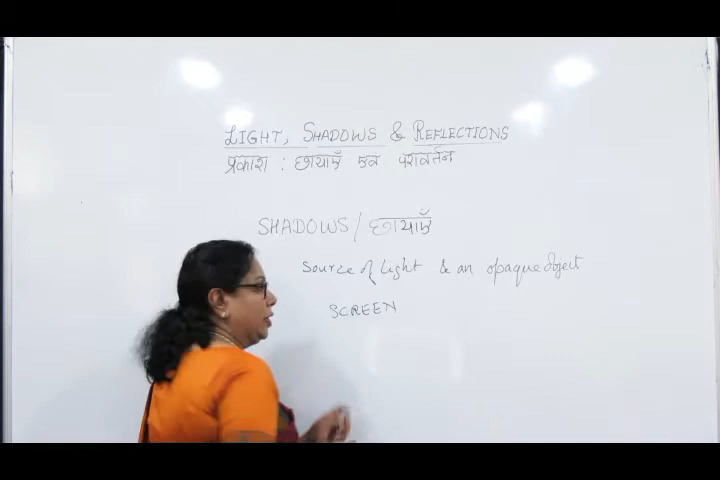 LIGHT, SHADOWS & REFLECTIONS
प्रकाश : छायाएँ एवं परावर्तन
SHADOWS / छायाएँ
Source of light & an opaque object
SCREEN